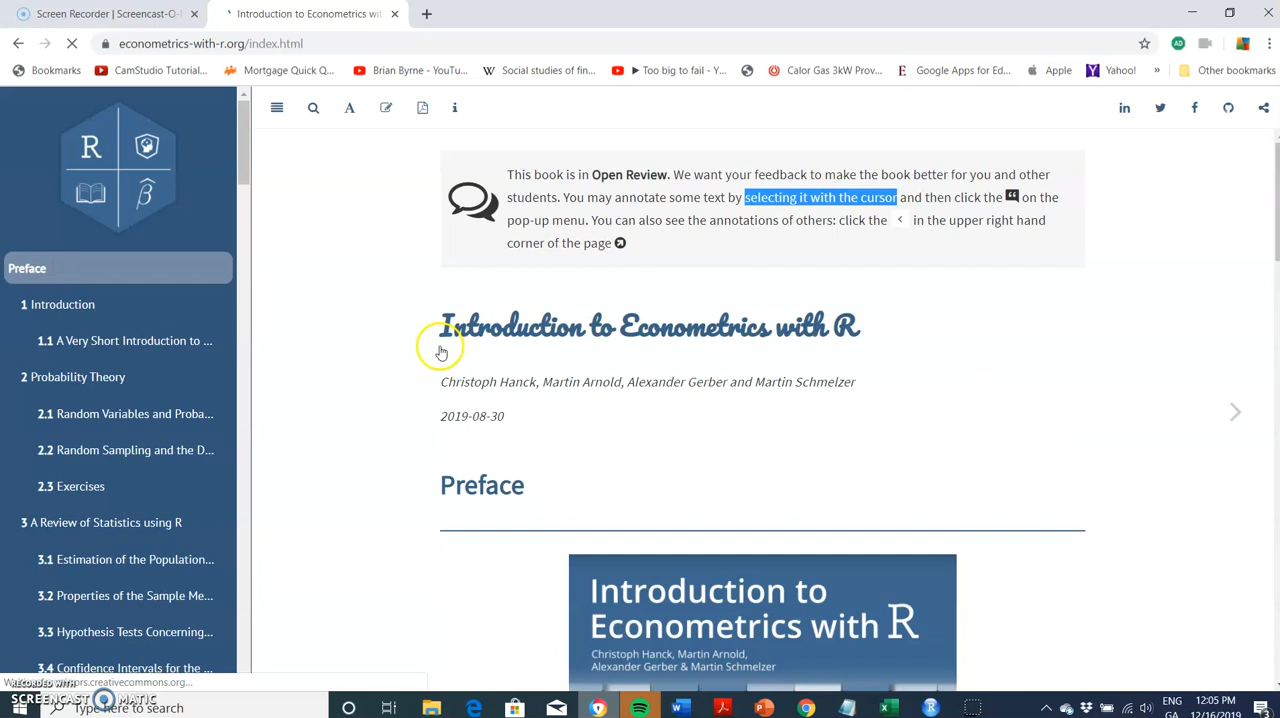 Screen Recorder | Screencast-O-
Introduction to Econometrics wit
econometrics-with-r.org/index.html
Bookmarks
CamStudio Tutorial...
Mortgage Quick Q...
Brian Byrne - YouTu...
Social studies of fin...
Too big to fail - Y...
Calor Gas 3kW Prov...
Google Apps for Ed...
Apple
Yahoo!
»
Other bookmarks
This book is in Open Review. We want your feedback to make the book better for you and other
students. You may annotate some text by selecting it with the cursor and then click the on the
pop-up menu. You can also see the annotations of others: click the < in the upper right hand
corner of the page
Preface
1 Introduction
1.1 A Very Short Introduction to ...
2 Probability Theory
2.1 Random Variables and Proba...
2.2 Random Sampling and the D...
2.3 Exercises
3 A Review of Statistics using R
3.1 Estimation of the Population...
3.2 Properties of the Sample Me...
3.3 Hypothesis Tests Concerning...
3.4 Confidence Intervals for the ...
Introduction to Econometrics with R
Christoph Hanck, Martin Arnold, Alexander Gerber and Martin Schmelzer
2019-08-30
Preface
Introduction to
Econometrics with R
Christoph Hanck, Martin Arnold,
Alexander Gerber & Martin Schmelzer
RECORDED WITH
SCREENCAST MATIC
Type here to search
ENG
GA
12:05 PM
12/16/2019